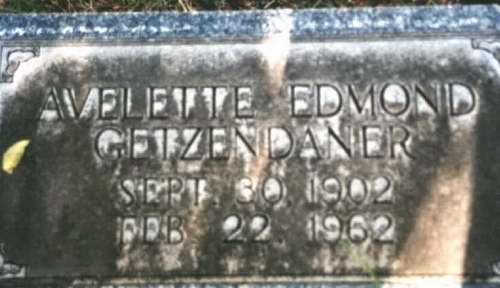 AVELETTE EDMOND
GETZENDANER
SEPT. 30, 1902
FEB. 22, 1962